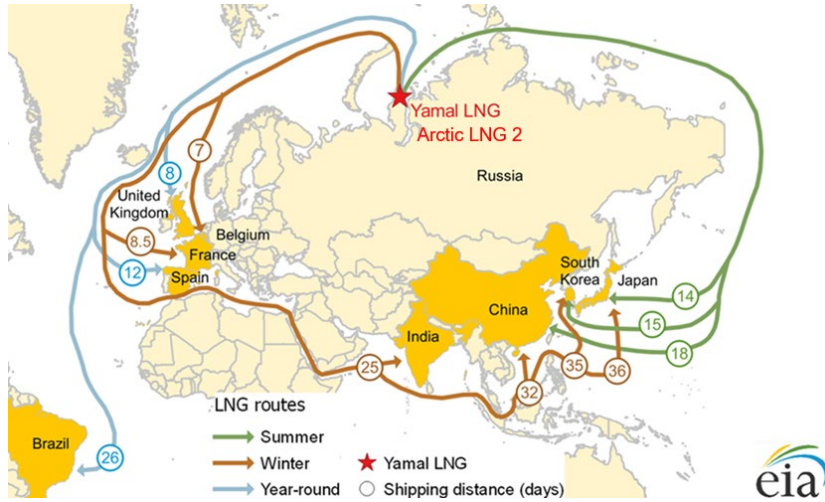 Yamal LNG
Arctic LNG 2
Russia
7
8
United
Kingdom
Belgium
8.5
France
12
Spain
South
Korea
Japan
China
14
15
India
18
25
35
36
32
LNG routes
Summer
Brazil
Winter
Yamal LNG
26
Year-round
Shipping distance (days)
eia